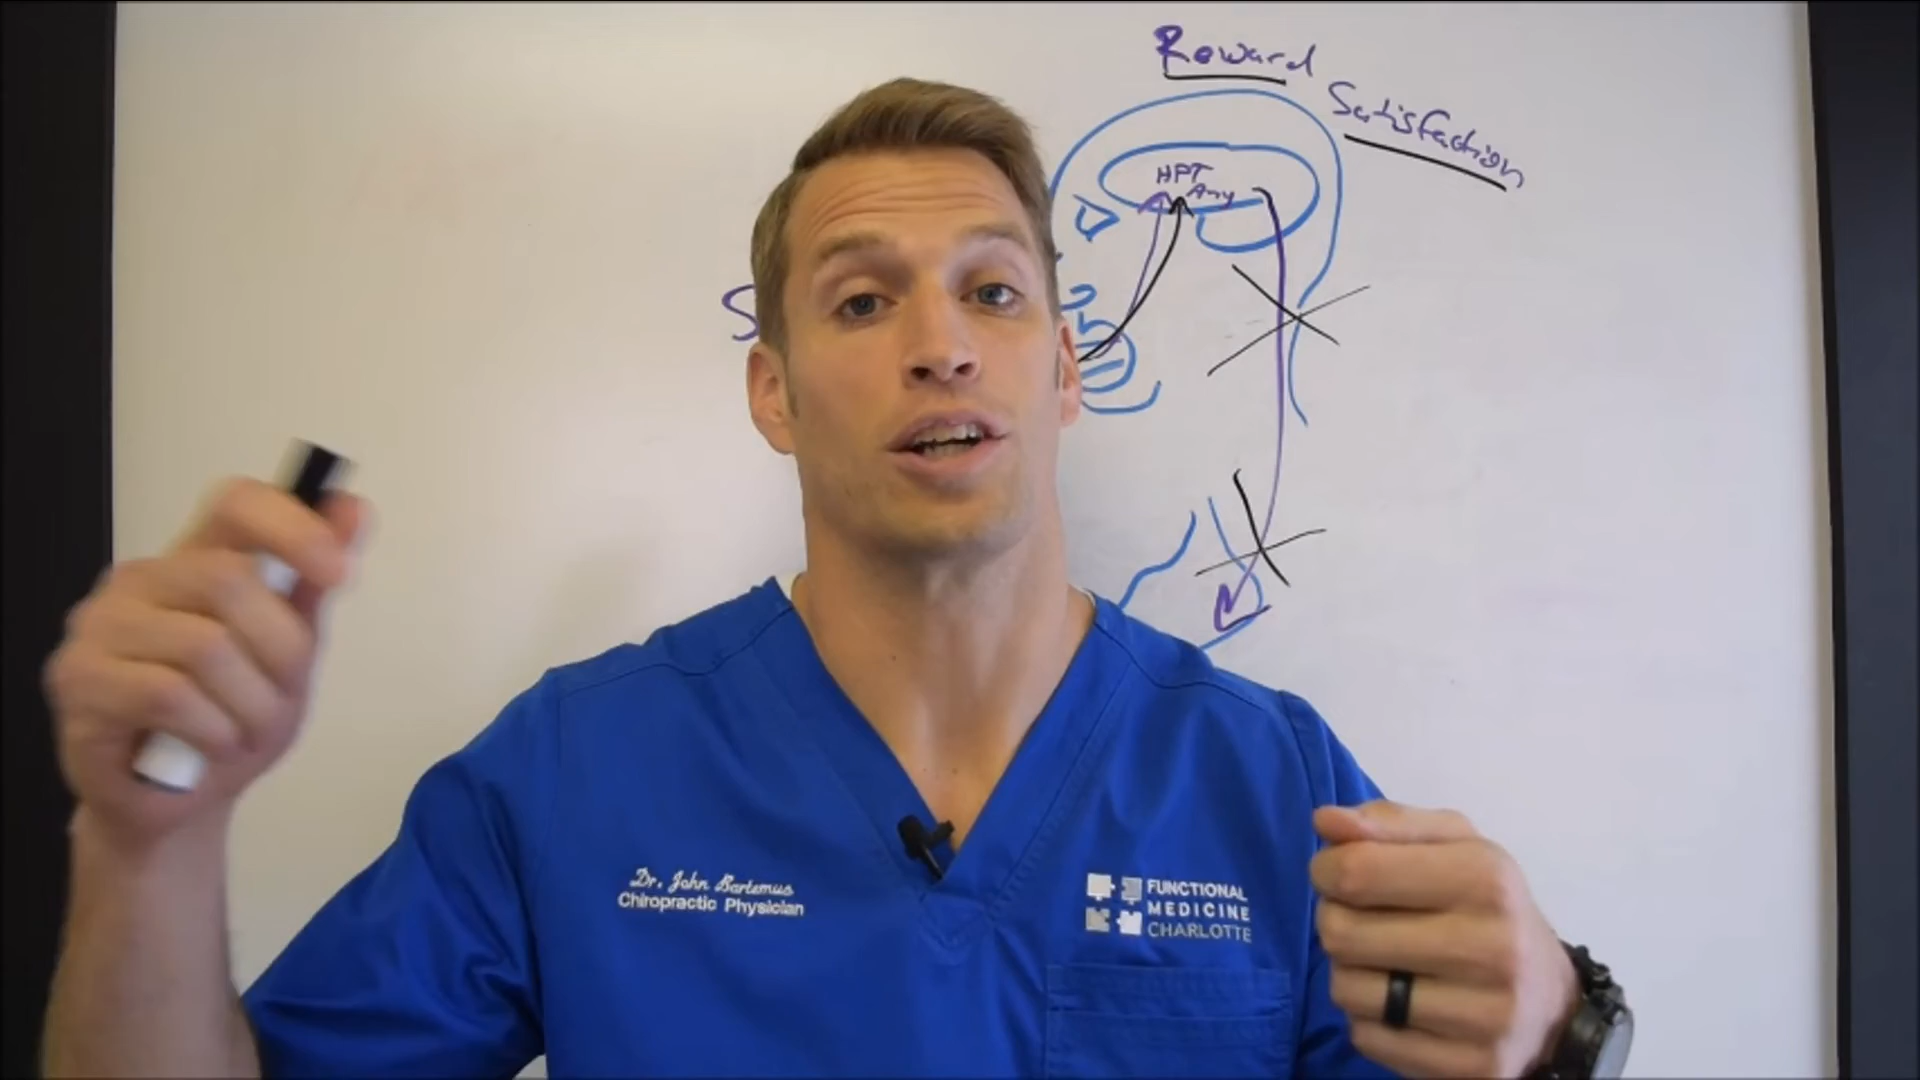 Reward
Satisfaction
HPT
Amy
S
Dr. John Bartemus
Chiropractic Physician
FUNCTIONAL
MEDICINE
CHARLOTTE